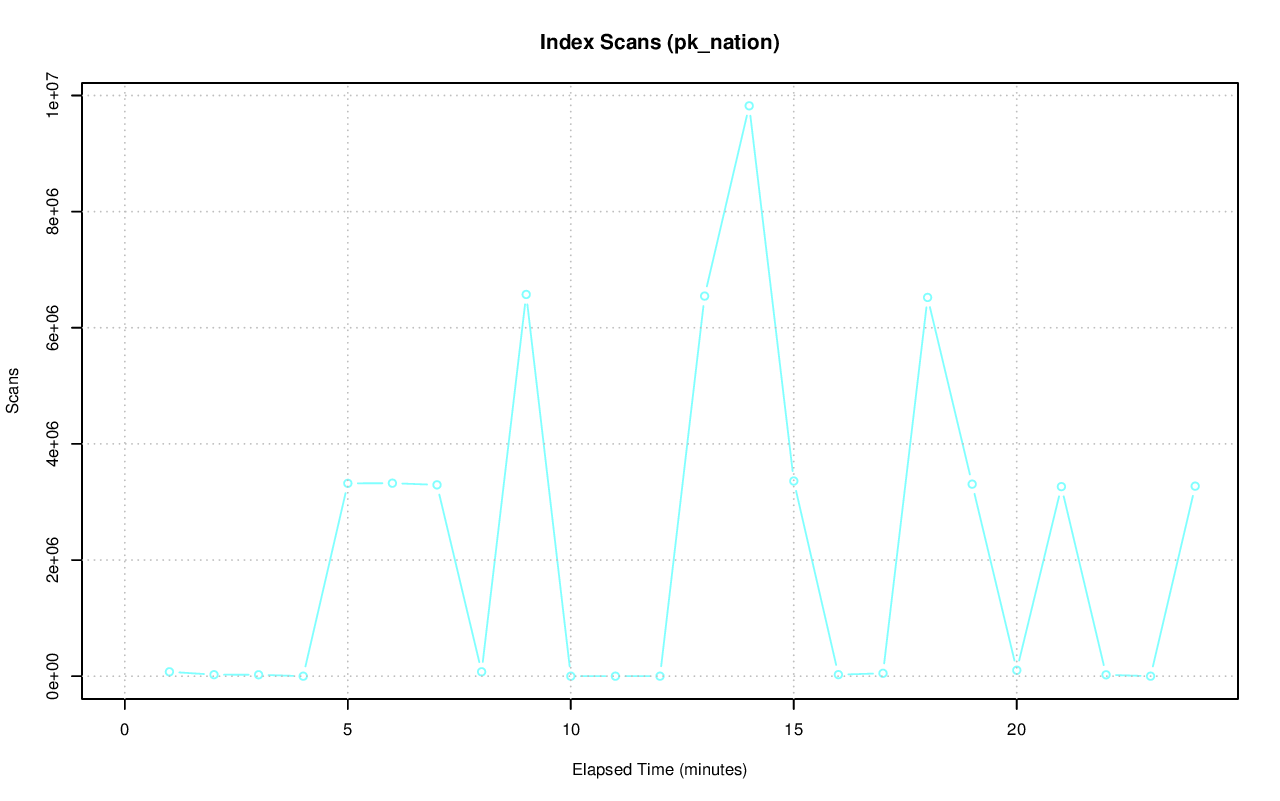 Index Scans (pk_nation)
1e+07
8e+06
6e+06
4e+06
2e+06
0e+00
Scans
0 5 10 15 20
Elapsed Time (minutes)